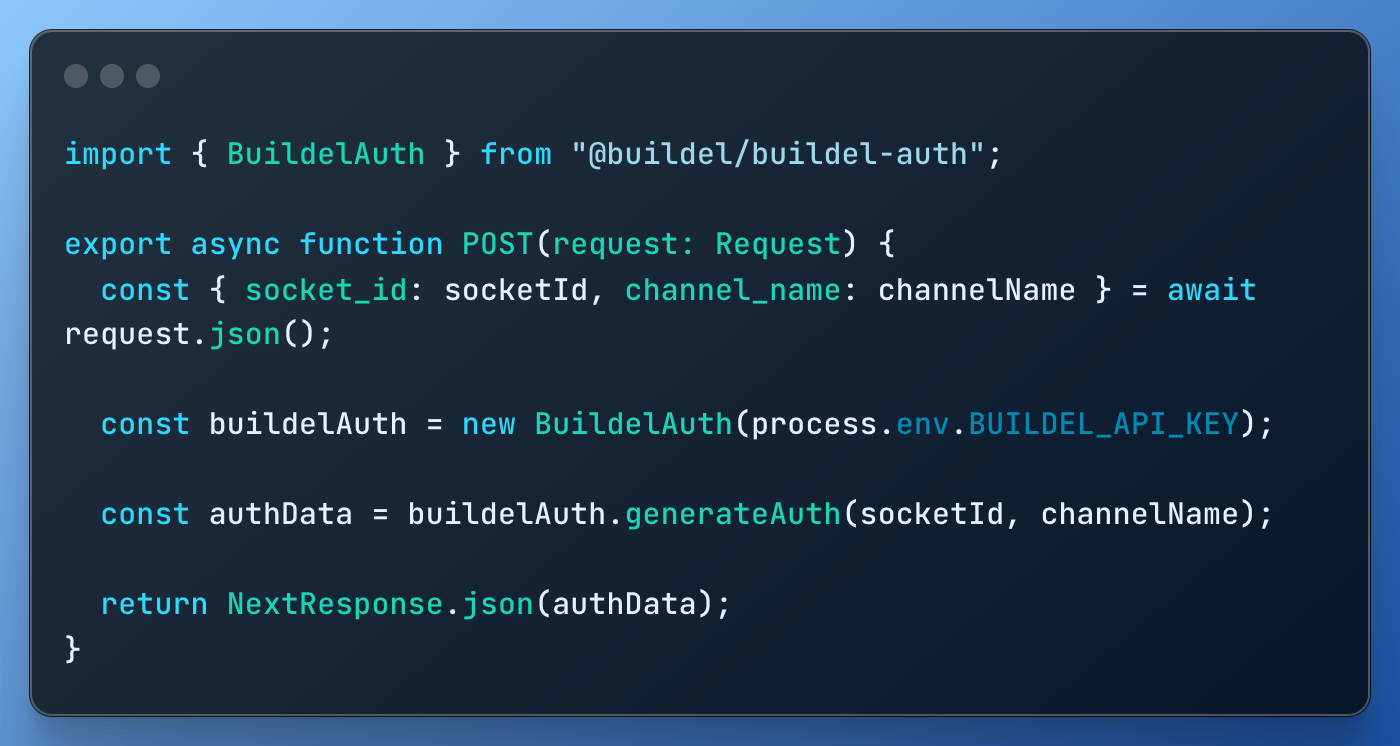 import { BuildelAuth } from "@buildel/buildel-auth";

export async function POST(request: Request) {
  const { socket_id: socketId, channel_name: channelName } = await
request.json();

  const buildelAuth = new BuildelAuth(process.env.BUILDEL_API_KEY);

  const authData = buildelAuth.generateAuth(socketId, channelName);

  return NextResponse.json(authData);
}